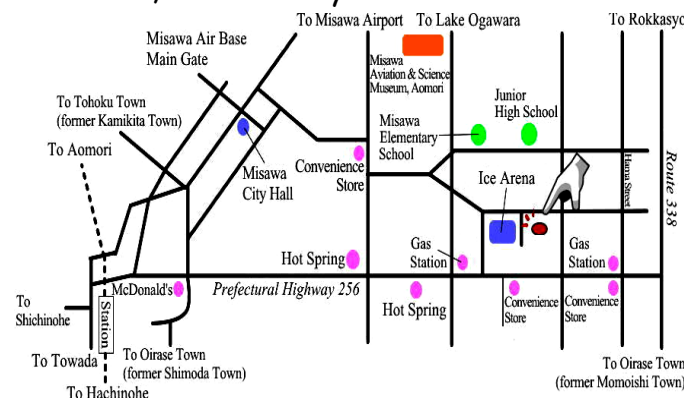 To Misawa Airport
To Lake Ogawara
To Rokkasyo
Misawa Air Base
Main Gate
Misawa
Aviation & Science
Museum, Aomori
Junior
High School
To Tohoku Town
(former Kamikita Town)
Misawa
Elementary
School
To Aomori
Misawa
City Hall
Convenience
Store
Ice Arena
Hama Street
Route 338
Hot Spring
Gas
Station
Gas
Station
McDonald's
Prefectural Highway 256
Hot Spring
Convenience
Store
Convenience
Store
To
Shichinohe
Station
To Towada
To Oirase Town
(former Shimoda Town)
To Oirase Town
(former Momoishi Town)
To Hachinohe